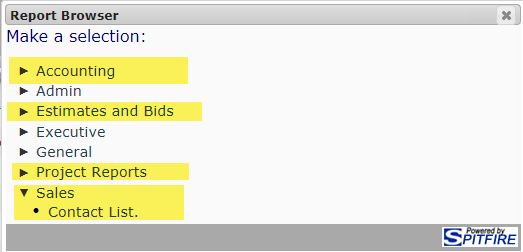 Report Browser
Make a selection:
Accounting
Admin
Estimates and Bids
Executive
General
Project Reports
Sales
Contact List.
Powered by
SPITFIRE